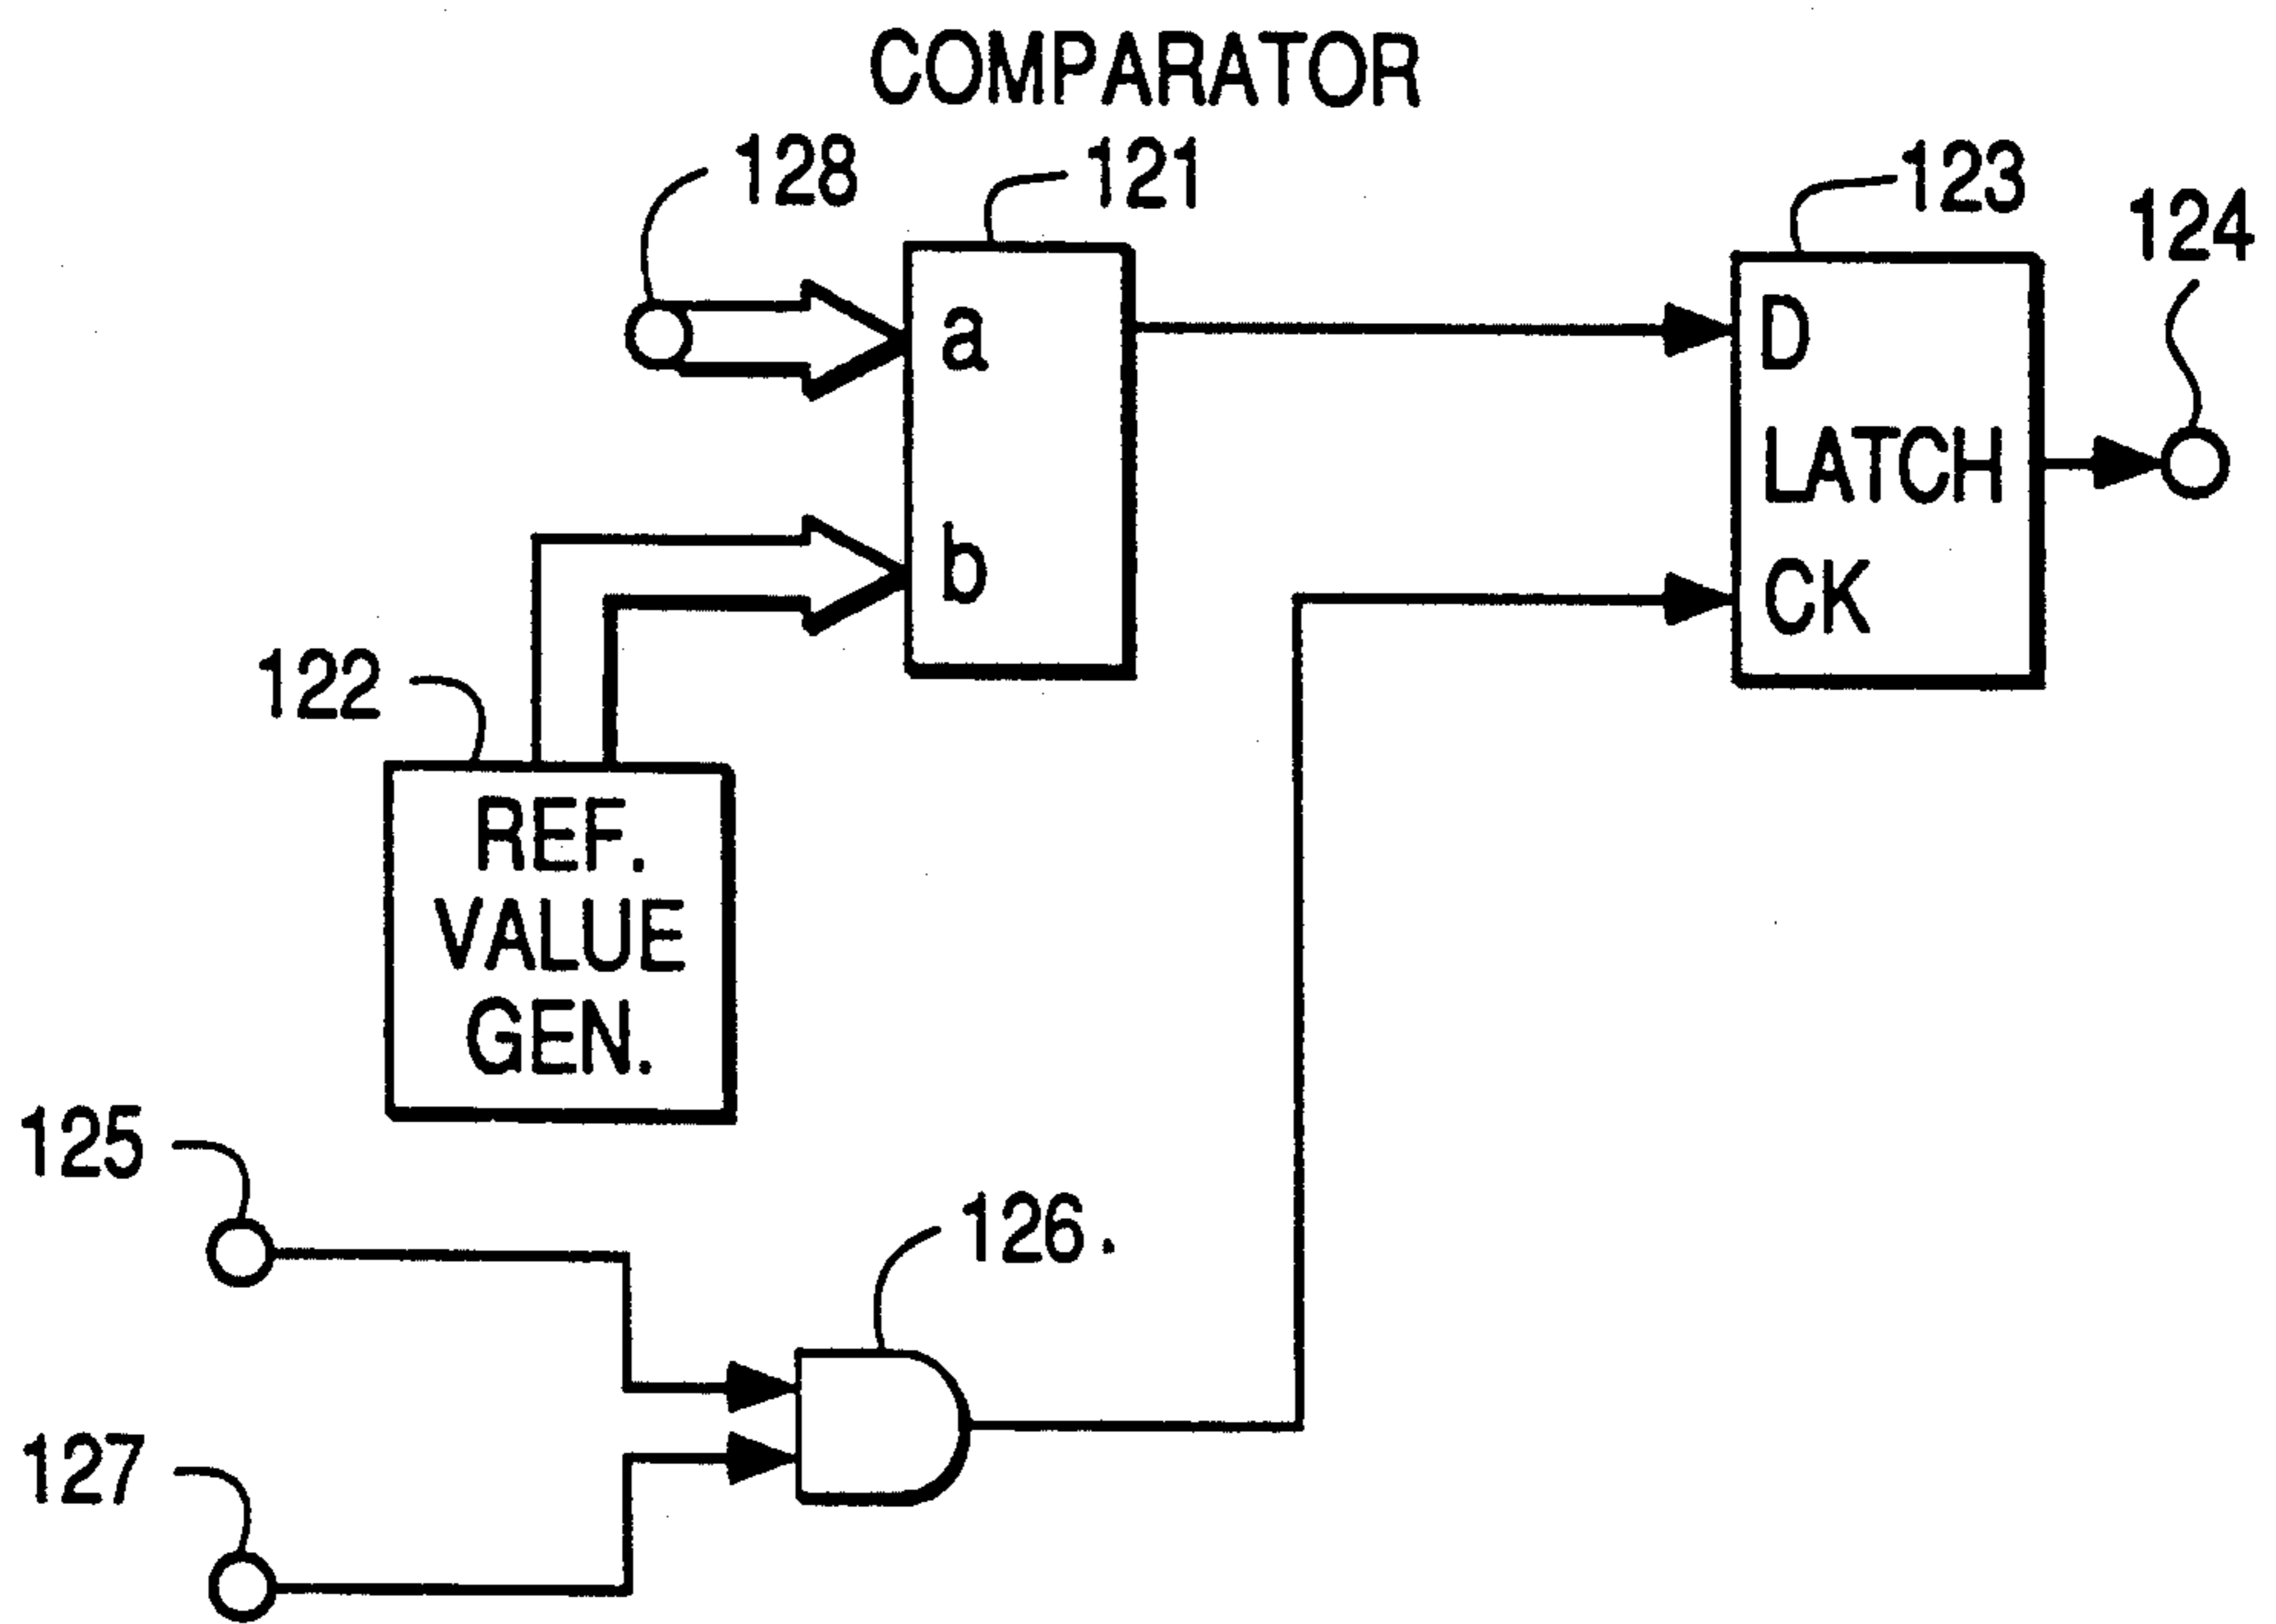 COMPARATOR
128
121
123
124
a
D
LATCH
b
CK
122
REF.
VALUE
GEN.
125
126.
127